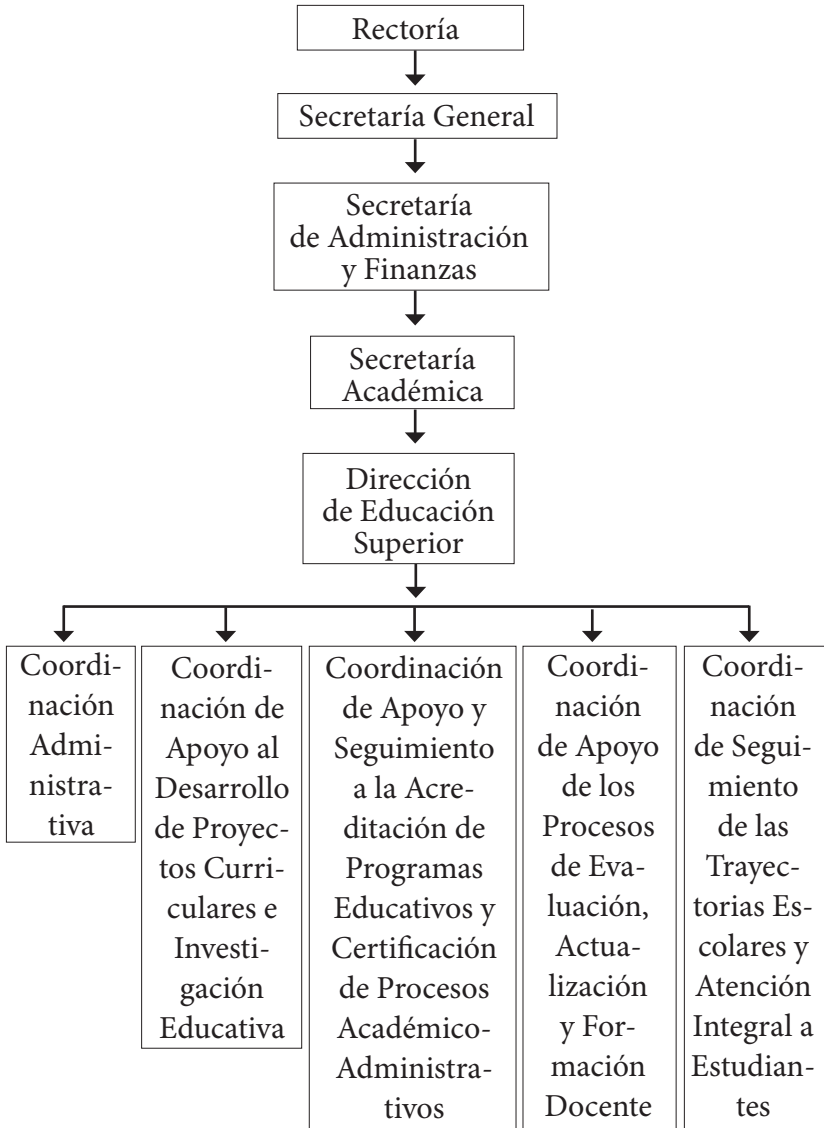 Rectoría
Secretaría General
Secretaría
de Administración
y Finanzas
Secretaría
Académica
Dirección
de Educación
Superior
Coordi-
nación
Admi-
nistra-
tiva
Coordi-
nación de
Apoyo al
Desarrollo
de Proyec-
tos Curri-
culares e
Investi-
gación
Educativa
Coordinación
de Apoyo y
Seguimiento
a la Acre-
ditación de
Programas
Educativos y
Certificación
de Procesos
Académico-
Administra-
tivos
Coordi-
nación
de Apoyo
de los
Procesos
de Eva-
luación,
Actua-
lización
y For-
mación
Docente
Coordi-
nación
de Segui-
miento
de las
Trayec-
torias Es-
colares y
Atención
Integral a
Estudian-
tes